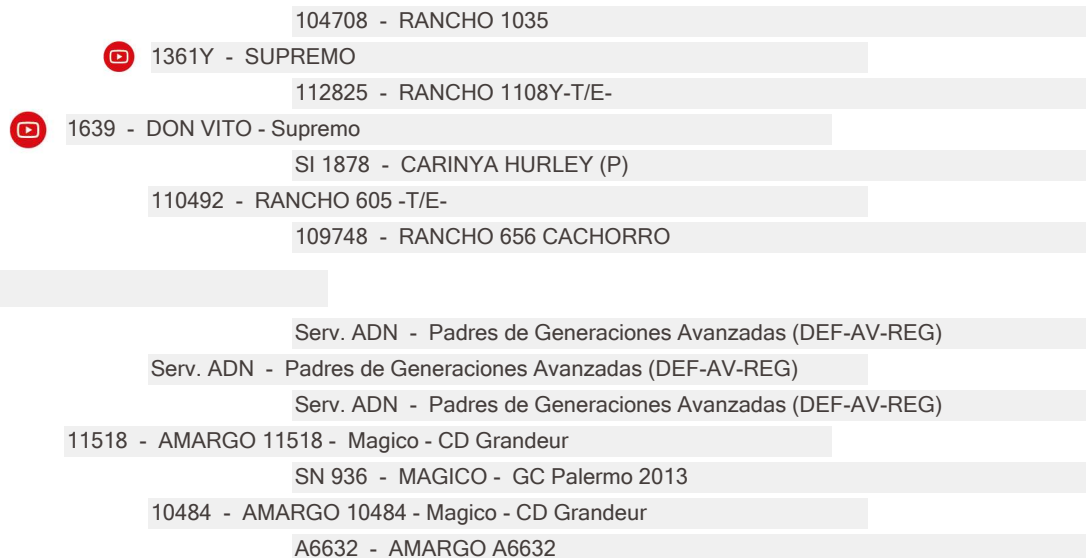 104708 - RANCHO 1035
1361Y - SUPREMO
112825 - RANCHO 1108Y-T/E-
1639 - DON VITO - Supremo
SI 1878 - CARINYA HURLEY (P)
110492 - RANCHO 605 -T/E-
109748 - RANCHO 656 CACHORRO
Serv. ADN - Padres de Generaciones Avanzadas (DEF-AV-REG)
Serv. ADN - Padres de Generaciones Avanzadas (DEF-AV-REG)
Serv. ADN - Padres de Generaciones Avanzadas (DEF-AV-REG)
11518 - AMARGO 11518 - Magico - CD Grandeur
SN 936 - MAGICO - GC Palermo 2013
10484 - AMARGO 10484 - Magico - CD Grandeur
A6632 - AMARGO A6632